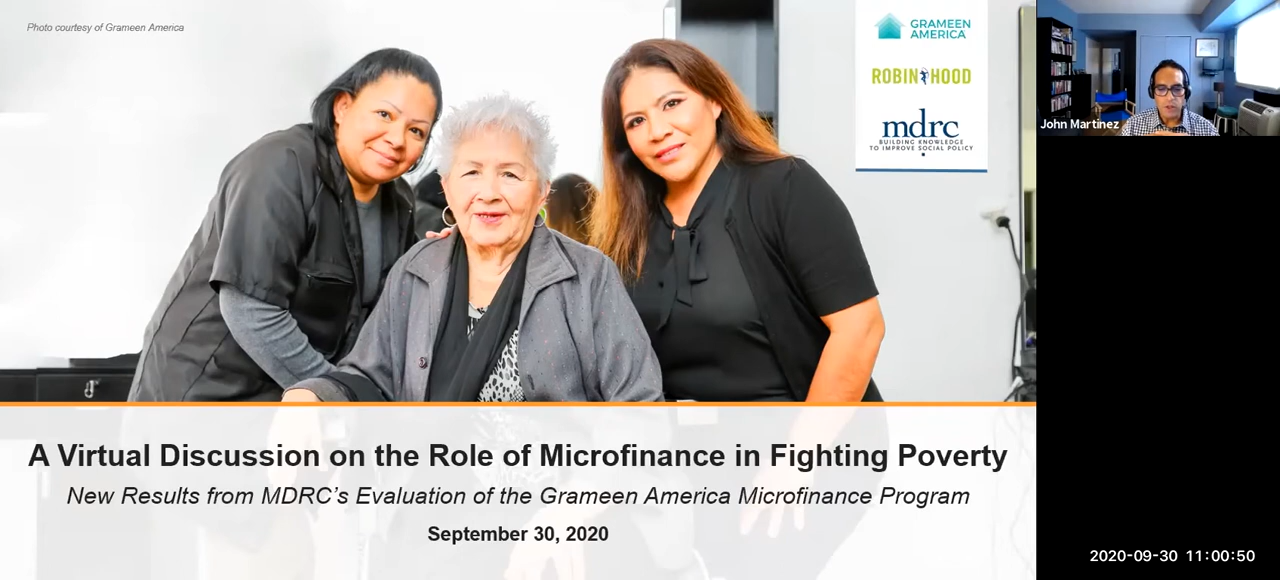 Photo courtesy of Grameen America
GRAMEEN
AMERICA
ROBIN HOOD
mdrc
BUILDING KNOWLEDGE
TO IMPROVE SOCIAL POLICY
John Martinez
A Virtual Discussion on the Role of Microfinance in Fighting Poverty
New Results from MDRC’s Evaluation of the Grameen America Microfinance Program
September 30, 2020
2020-09-30 11:00:50